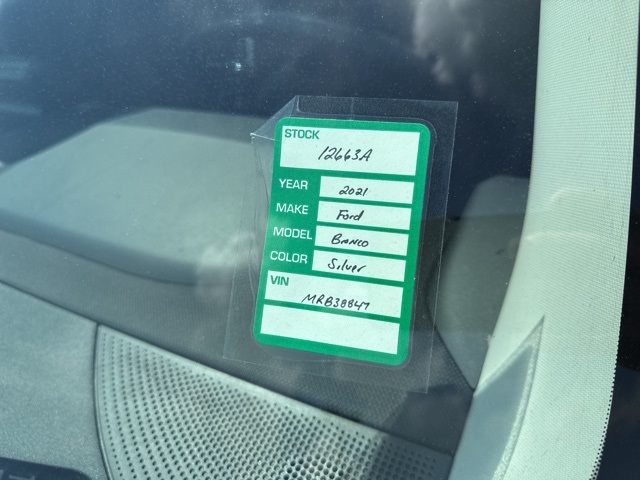 STOCK
12663A
YEAR 2021
MAKE Ford
MODEL Bronco
COLOR Silver
VIN
MRB38847